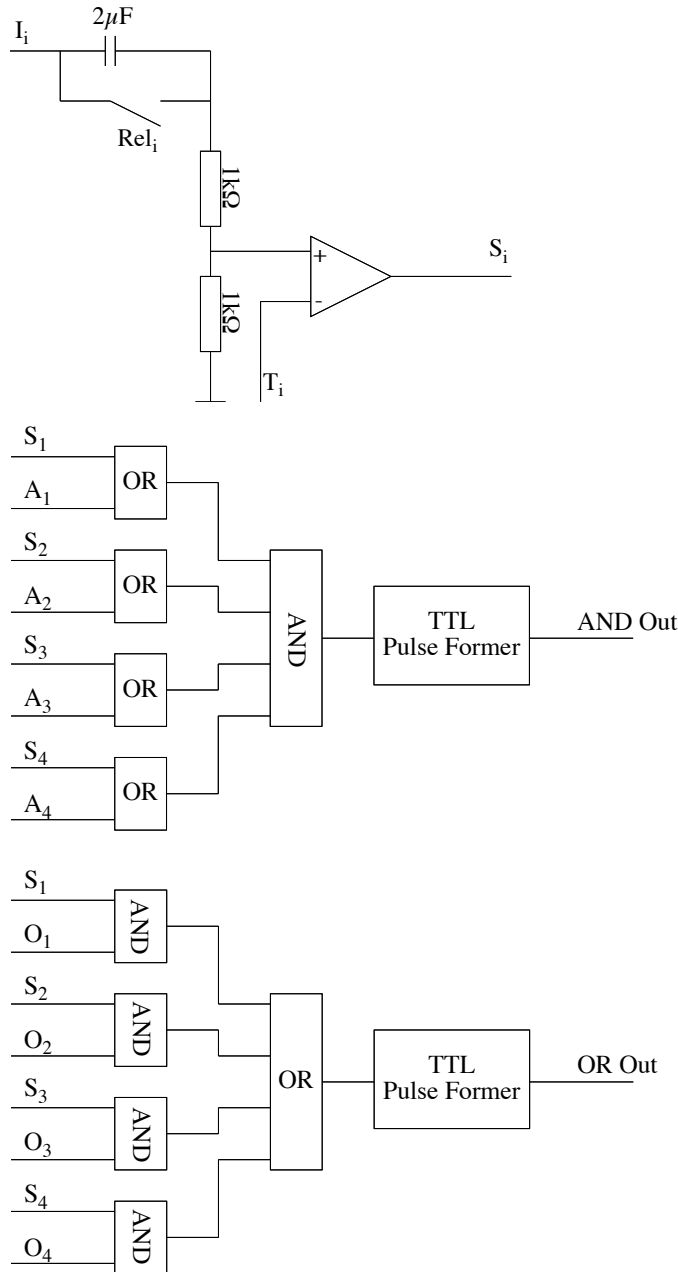 2μF
I_i
Rel_i
1kΩ
+
S_i
-
1kΩ
T_i
S_1
OR
A_1
S_2
OR
A_2
AND
TTL
Pulse Former
AND Out
S_3
OR
A_3
S_4
OR
A_4
S_1
AND
O_1
S_2
AND
O_2
OR
TTL
Pulse Former
OR Out
S_3
AND
O_3
S_4
AND
O_4